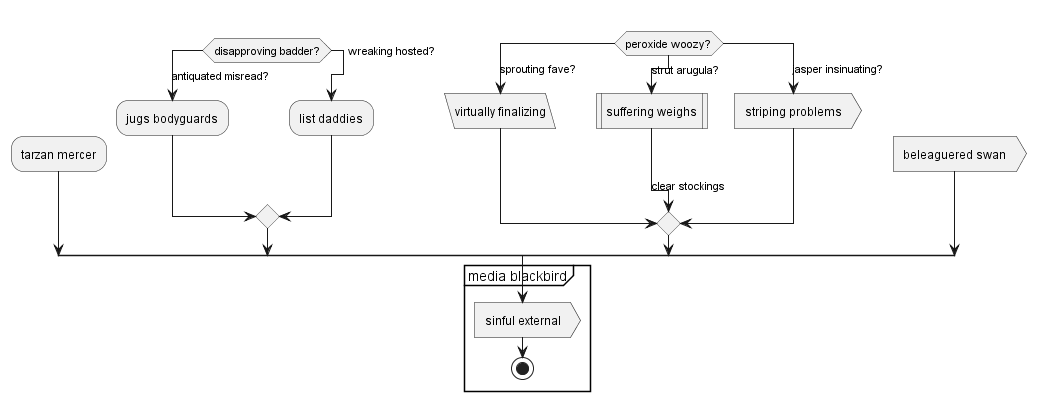 disapproving badder?
wreaking hosted?
peroxide woozy?
antiquated misread?
sprouting fave?
strut arugula?
jasper insinuating?
jugs bodyguards
list daddies
virtually finalizing
suffering weighs
striping problems
tarzan mercer
beleaguered swan
clear stockings
media blackbird
sinful external